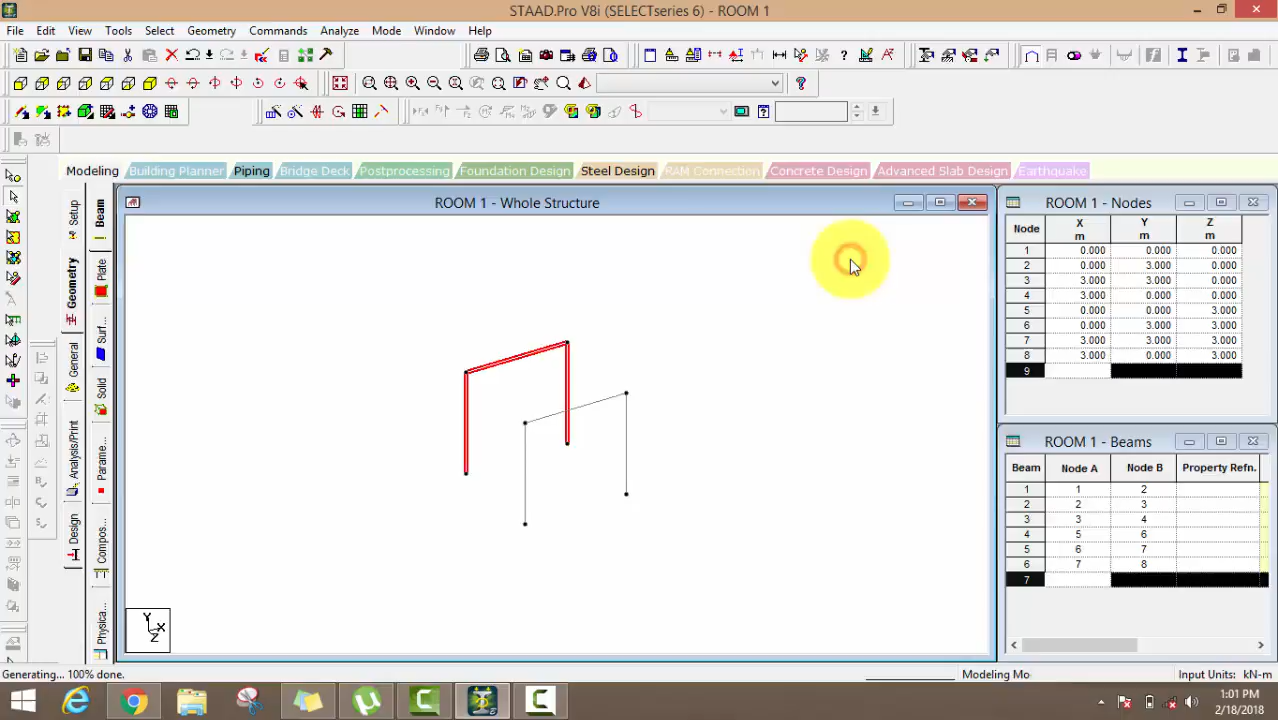 STAAD.Pro V8i (SELECTseries 6) - ROOM 1
File Edit View Tools Select Geometry Commands Analyze Mode Window Help
Modeling Building Planner Piping Bridge Deck Postprocessing Foundation Design Steel Design RAM Connection Concrete Design Advanced Slab Design Earthquake
Setup
Geometry
General
Analysis/Print
Design
Beam
Plate
Surf...
Solid
Parame...
Compos...
Physica...
ROOM 1 - Whole Structure
Y
X
Z
ROOM 1 - Nodes
Node X m Y m Z m
1 0.000 0.000 0.000
2 0.000 3.000 0.000
3 3.000 3.000 0.000
4 3.000 0.000 0.000
5 0.000 0.000 3.000
6 0.000 3.000 3.000
7 3.000 3.000 3.000
8 3.000 0.000 3.000
9
ROOM 1 - Beams
Beam Node A Node B Property Refn.
1 1 2
2 2 3
3 3 4
4 5 6
5 6 7
6 7 8
7
Generating... 100% done. Modeling Mo Input Units: kN-m
1:01 PM
2/18/2018